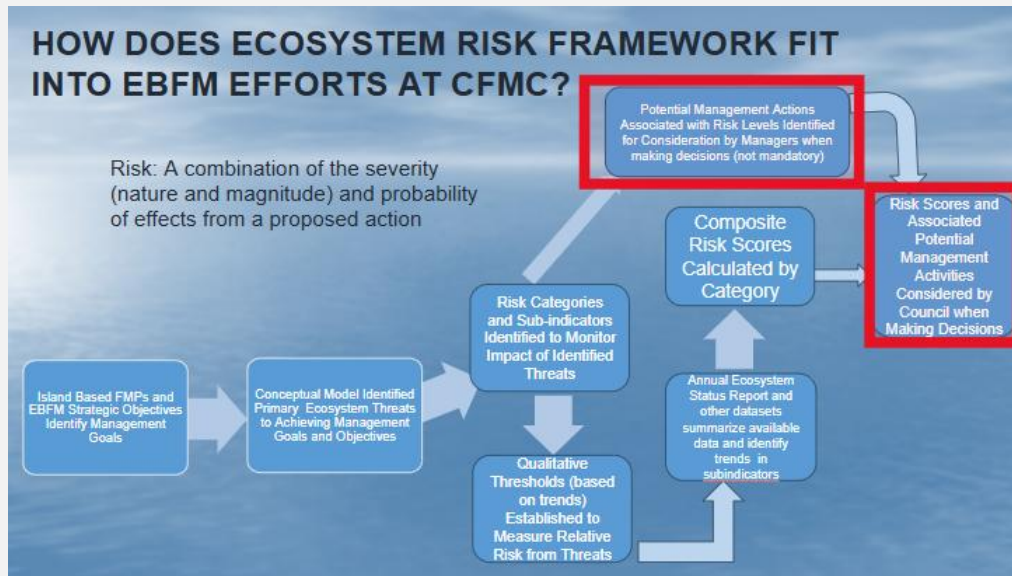 HOW DOES ECOSYSTEM RISK FRAMEWORK FIT
INTO EBFM EFFORTS AT CFMC?
Risk: A combination of the severity
(nature and magnitude) and probability
of effects from a proposed action
Island Based FMPs and
EBFM Strategic Objectives
Identify Management
Goals
Conceptual Model Identified
Primary Ecosystem Threats
to Achieving Management
Goals and Objectives
Risk Categories
and Sub-indicators
Identified to Monitor
Impact of Identified
Threats
Qualitative
Thresholds (based
on trends)
Established to
Measure Relative
Risk from Threats
Annual Ecosystem
Status Report and
other datasets
summarize available
data and identify
trends in
subindicators
Composite
Risk Scores
Calculated by
Category
Potential Management Actions
Associated with Risk Levels Identified
for Consideration by Managers when
making decisions (not mandatory)
Risk Scores and
Associated
Potential
Management
Activities
Considered by
Council when
Making Decisions